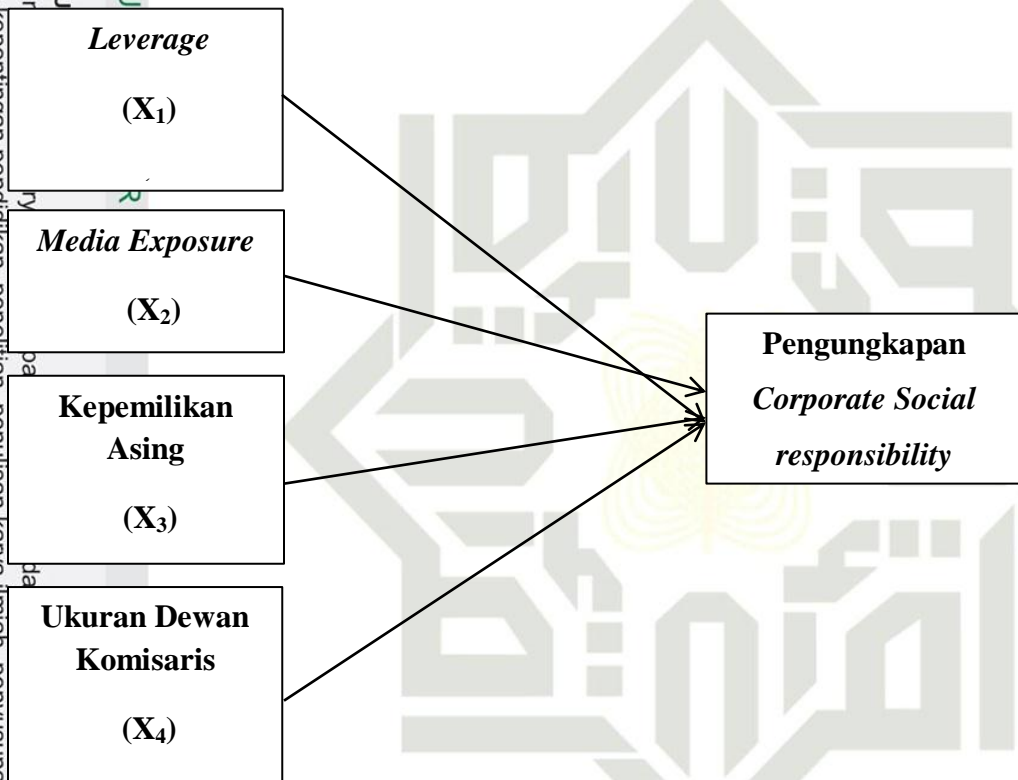 Leverage
(X₁)
Media Exposure
(X₂)
Kepemilikan
Asing
(X₃)
Ukuran Dewan
Komisaris
(X₄)
Pengungkapan
Corporate Social
responsibility